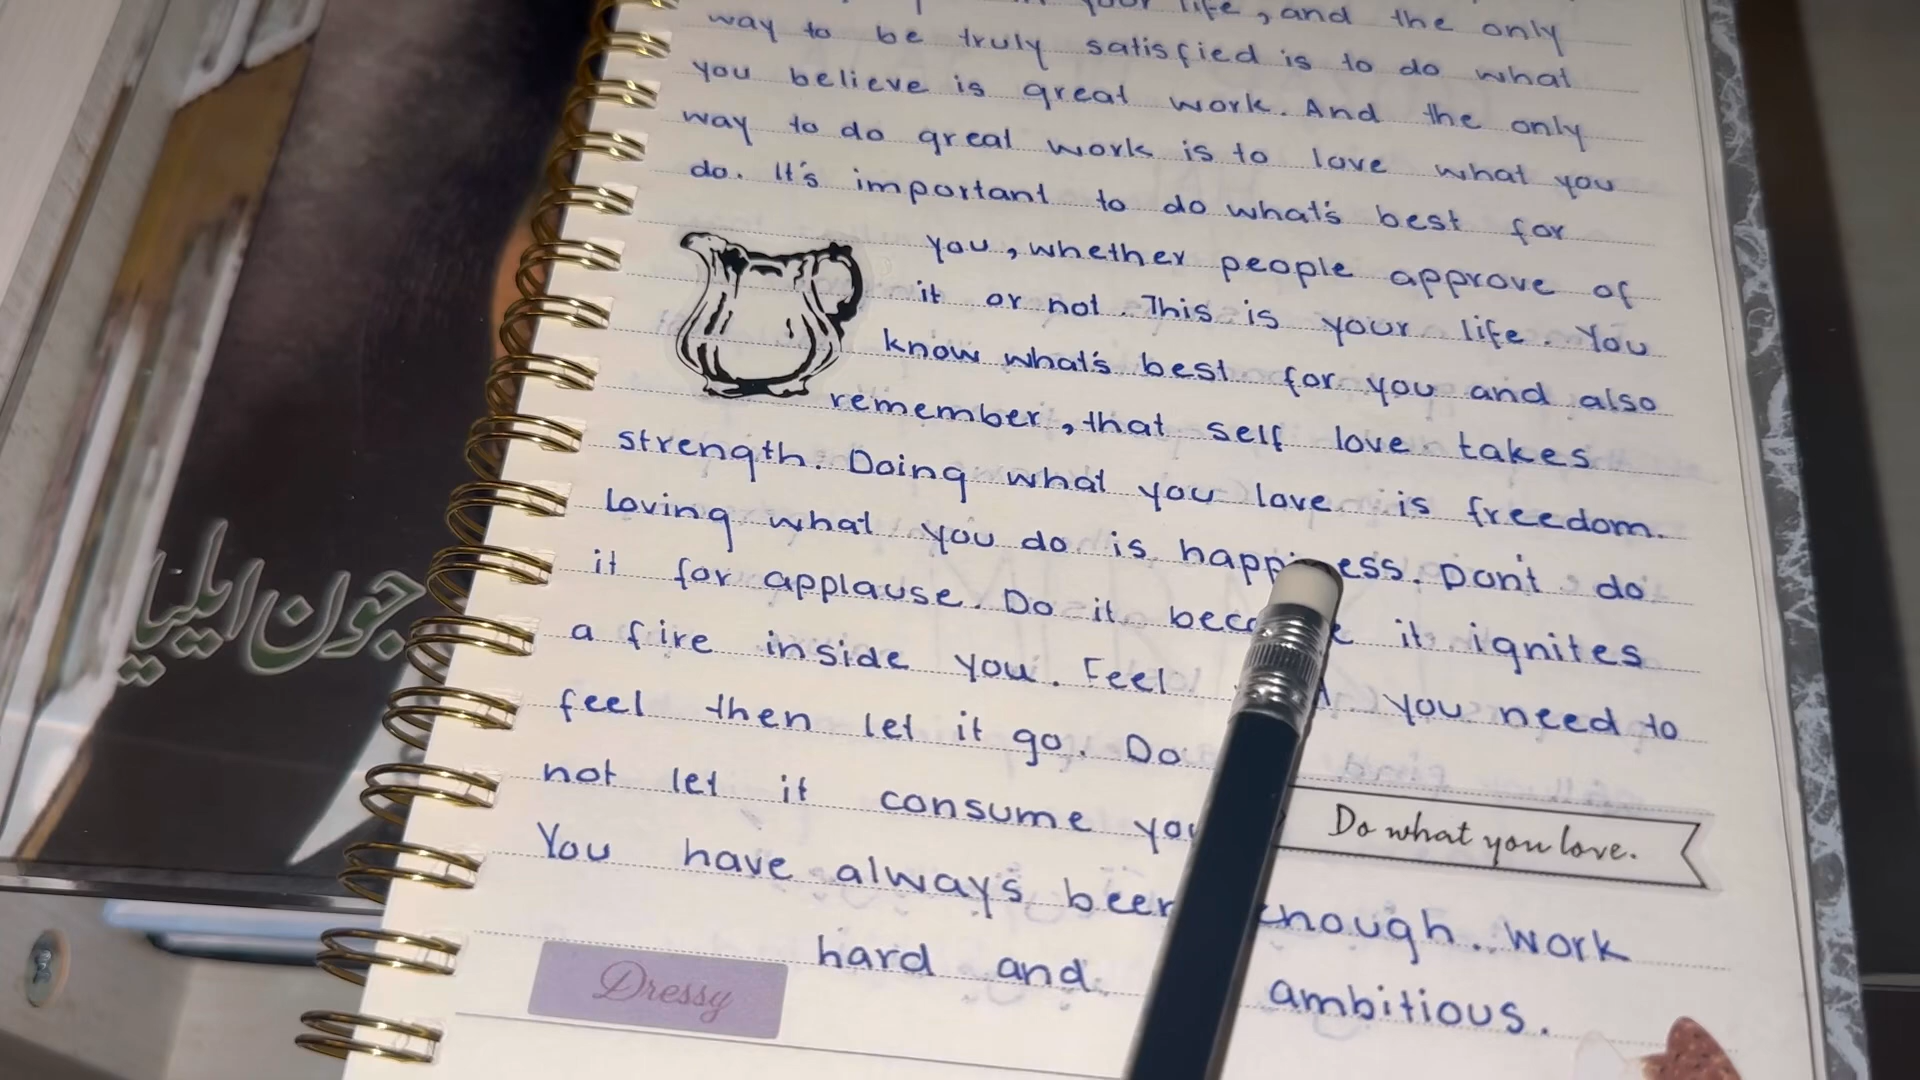 your life, and the only
way to be truly satisfied is to do what
you believe is great work. And the only
way to do great work is to love what you
do. It's important to do what's best for
you, whether people approve of
it or not. This is your life. You
know what's best for you and also
remember, that self love takes
strength. Doing what you love is freedom.
Loving what you do is happ ess. Don't do
it for applause. Do it bec e it ignites
a fire inside you. Feel you need to
feel then let it go. Do
not let it consume you
Do what you love.
You have always been enough. Work
hard and ambitious.
Dressy
جون ایلیا